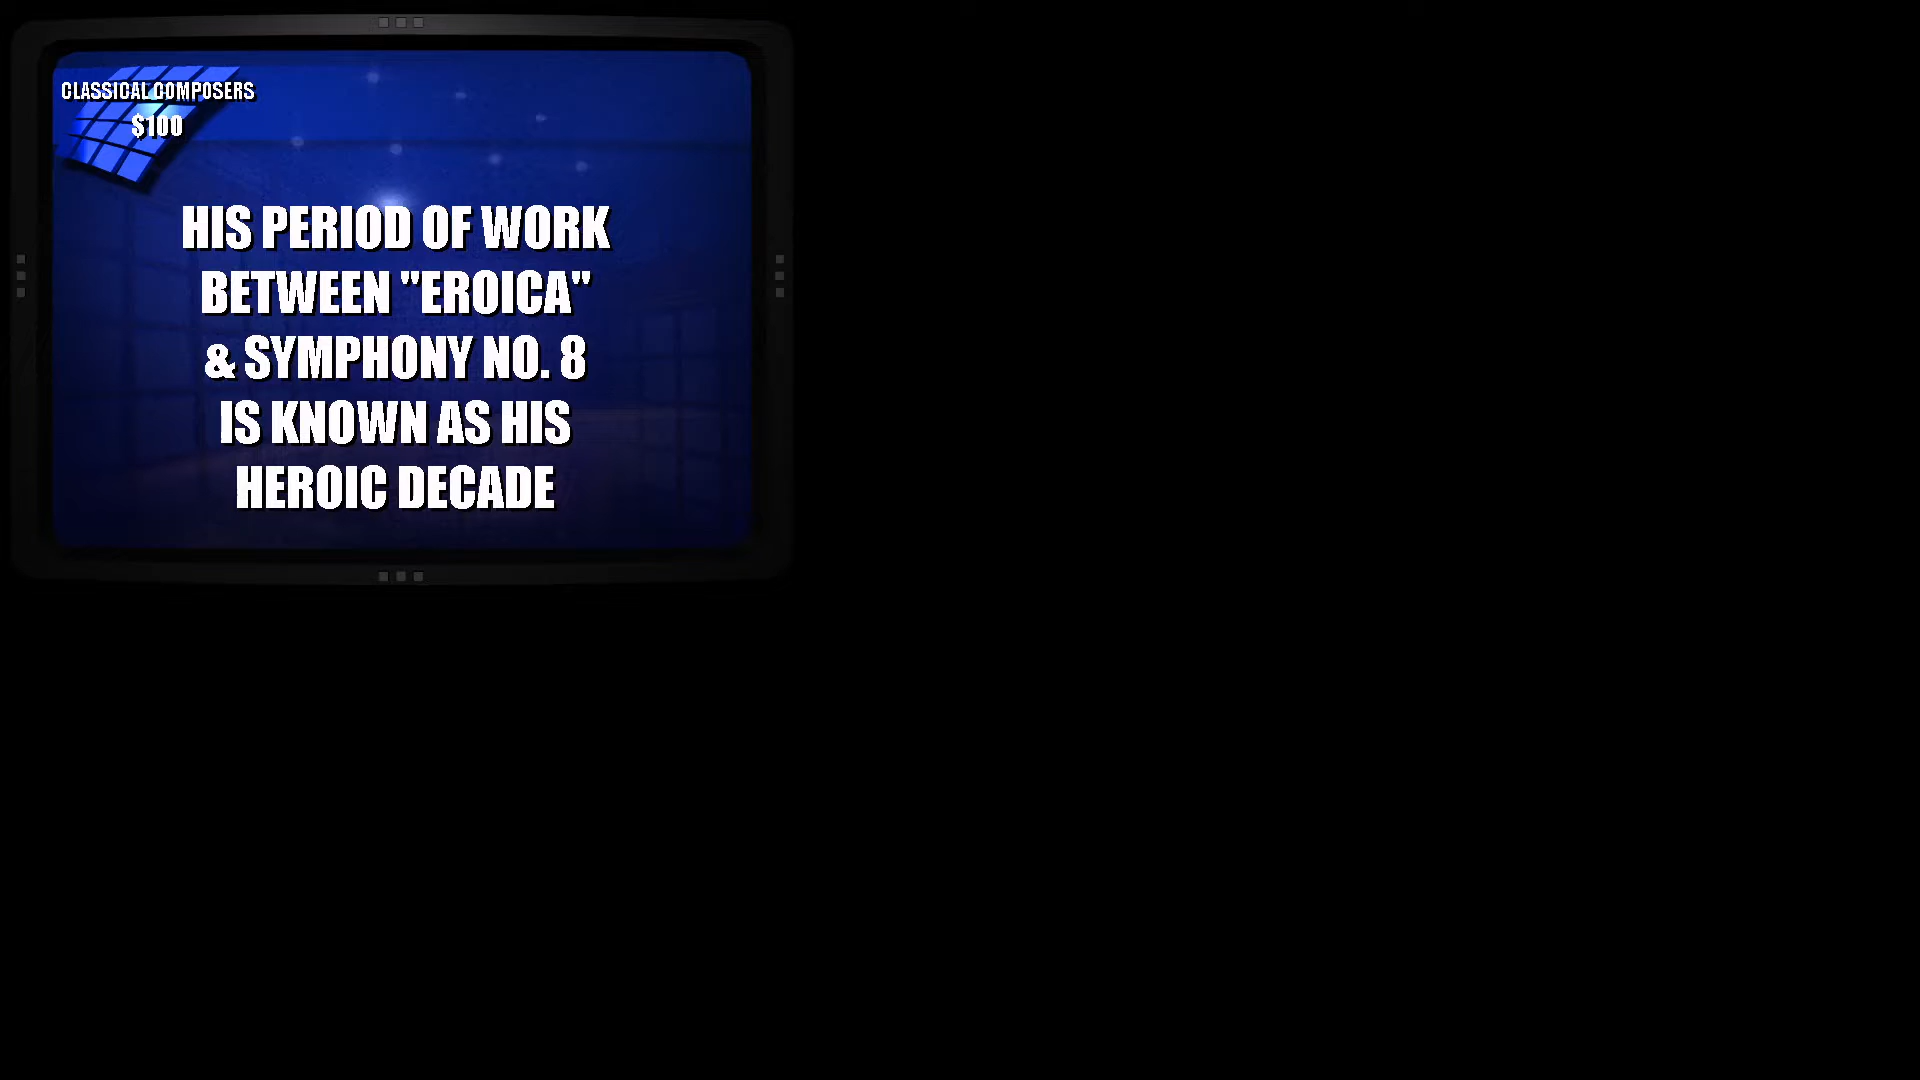 CLASSICAL COMPOSERS
$100
HIS PERIOD OF WORK
BETWEEN "EROICA"
& SYMPHONY NO. 8
IS KNOWN AS HIS
HEROIC DECADE